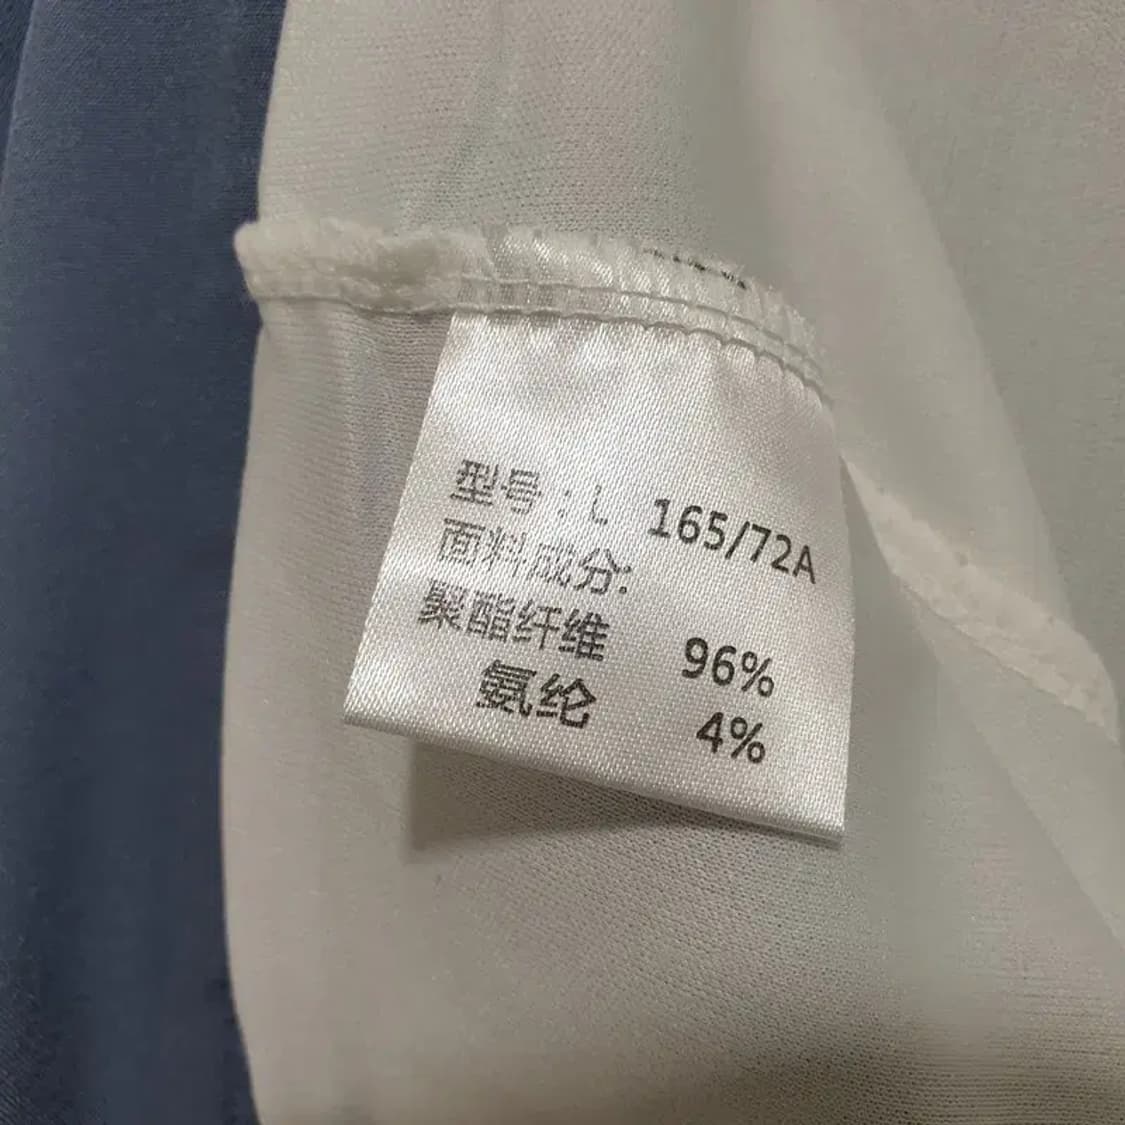 型号：L 165/72A
面料成分:
聚酯纤维 96%
氨纶 4%